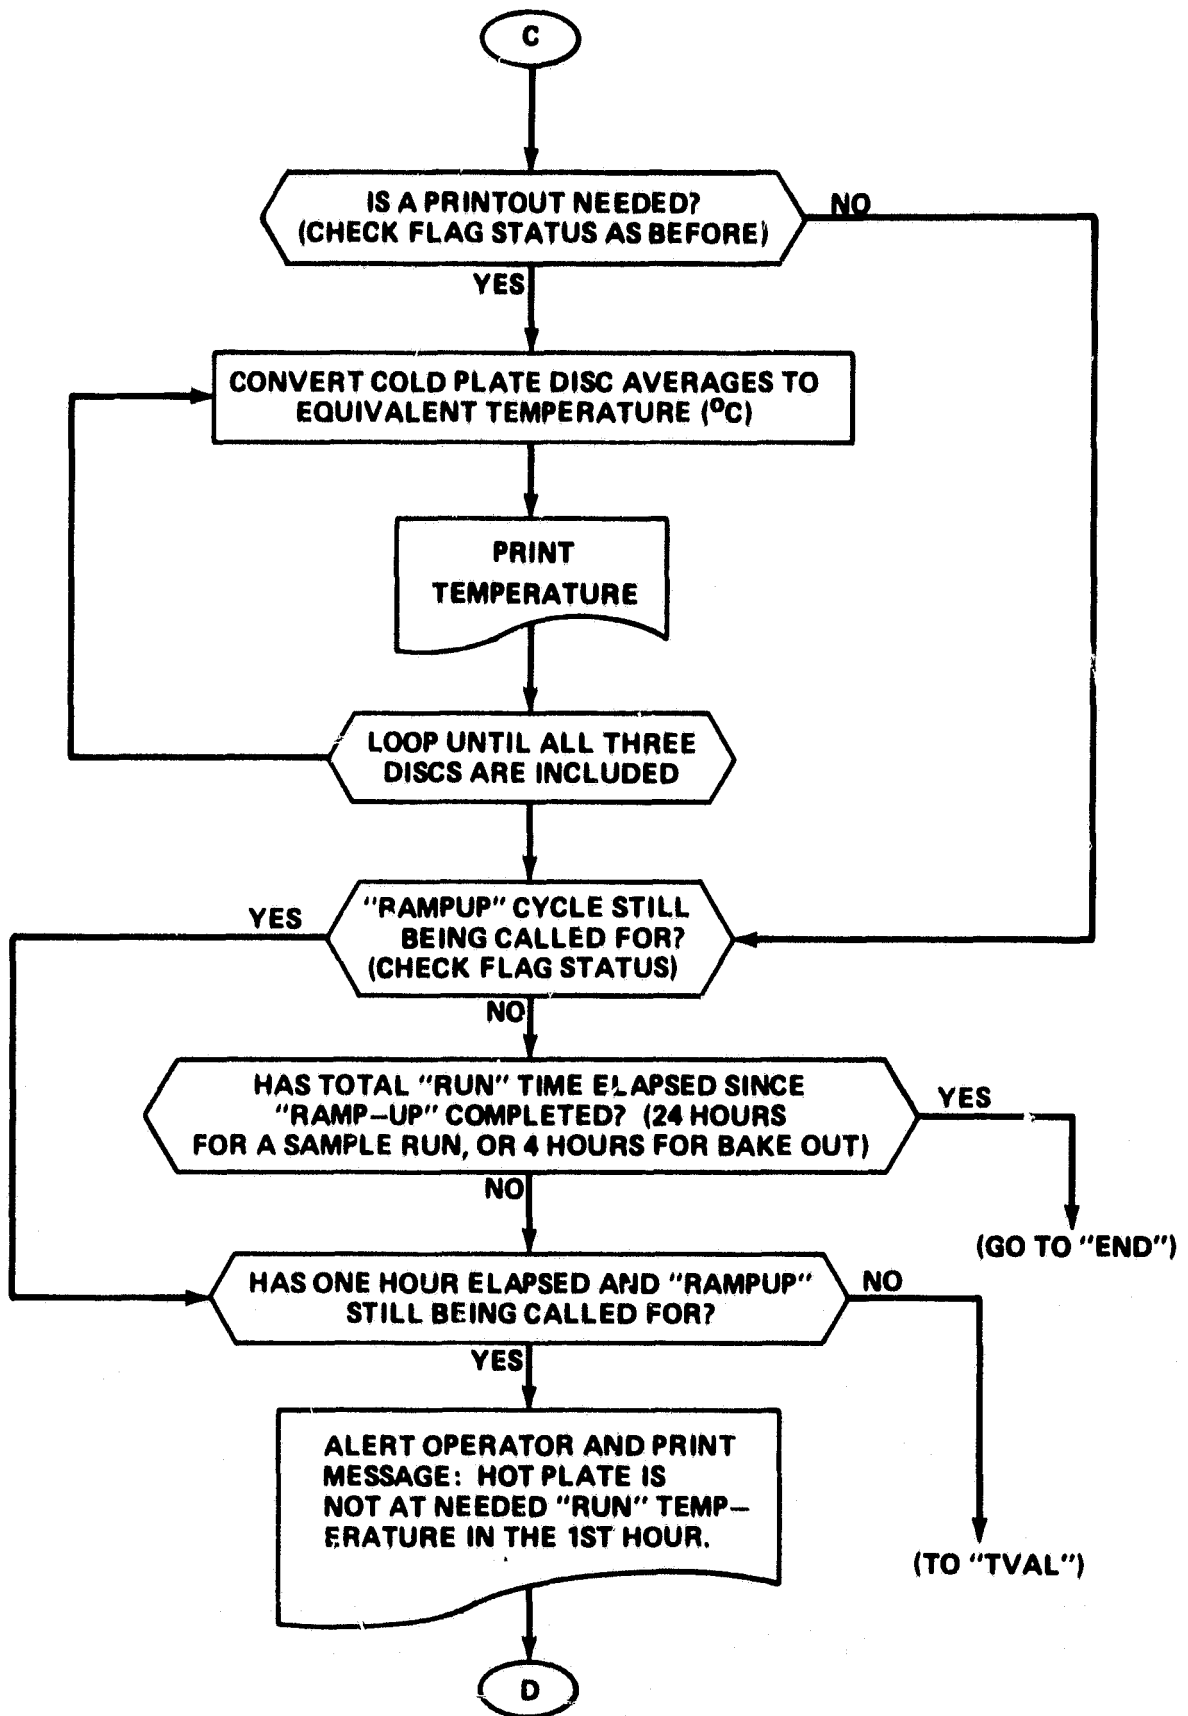 C
IS A PRINTOUT NEEDED?
(CHECK FLAG STATUS AS BEFORE)
NO
YES
CONVERT COLD PLATE DISC AVERAGES TO
EQUIVALENT TEMPERATURE (°C)
PRINT
TEMPERATURE
LOOP UNTIL ALL THREE
DISCS ARE INCLUDED
YES
"RAMPUP" CYCLE STILL
BEING CALLED FOR?
(CHECK FLAG STATUS)
NO
HAS TOTAL "RUN" TIME ELAPSED SINCE
"RAMP–UP" COMPLETED? (24 HOURS
FOR A SAMPLE RUN, OR 4 HOURS FOR BAKE OUT)
YES
NO
(GO TO "END")
HAS ONE HOUR ELAPSED AND "RAMPUP"
STILL BEING CALLED FOR?
NO
YES
ALERT OPERATOR AND PRINT
MESSAGE: HOT PLATE IS
NOT AT NEEDED "RUN" TEMP–
ERATURE IN THE 1ST HOUR.
(TO "TVAL")
D